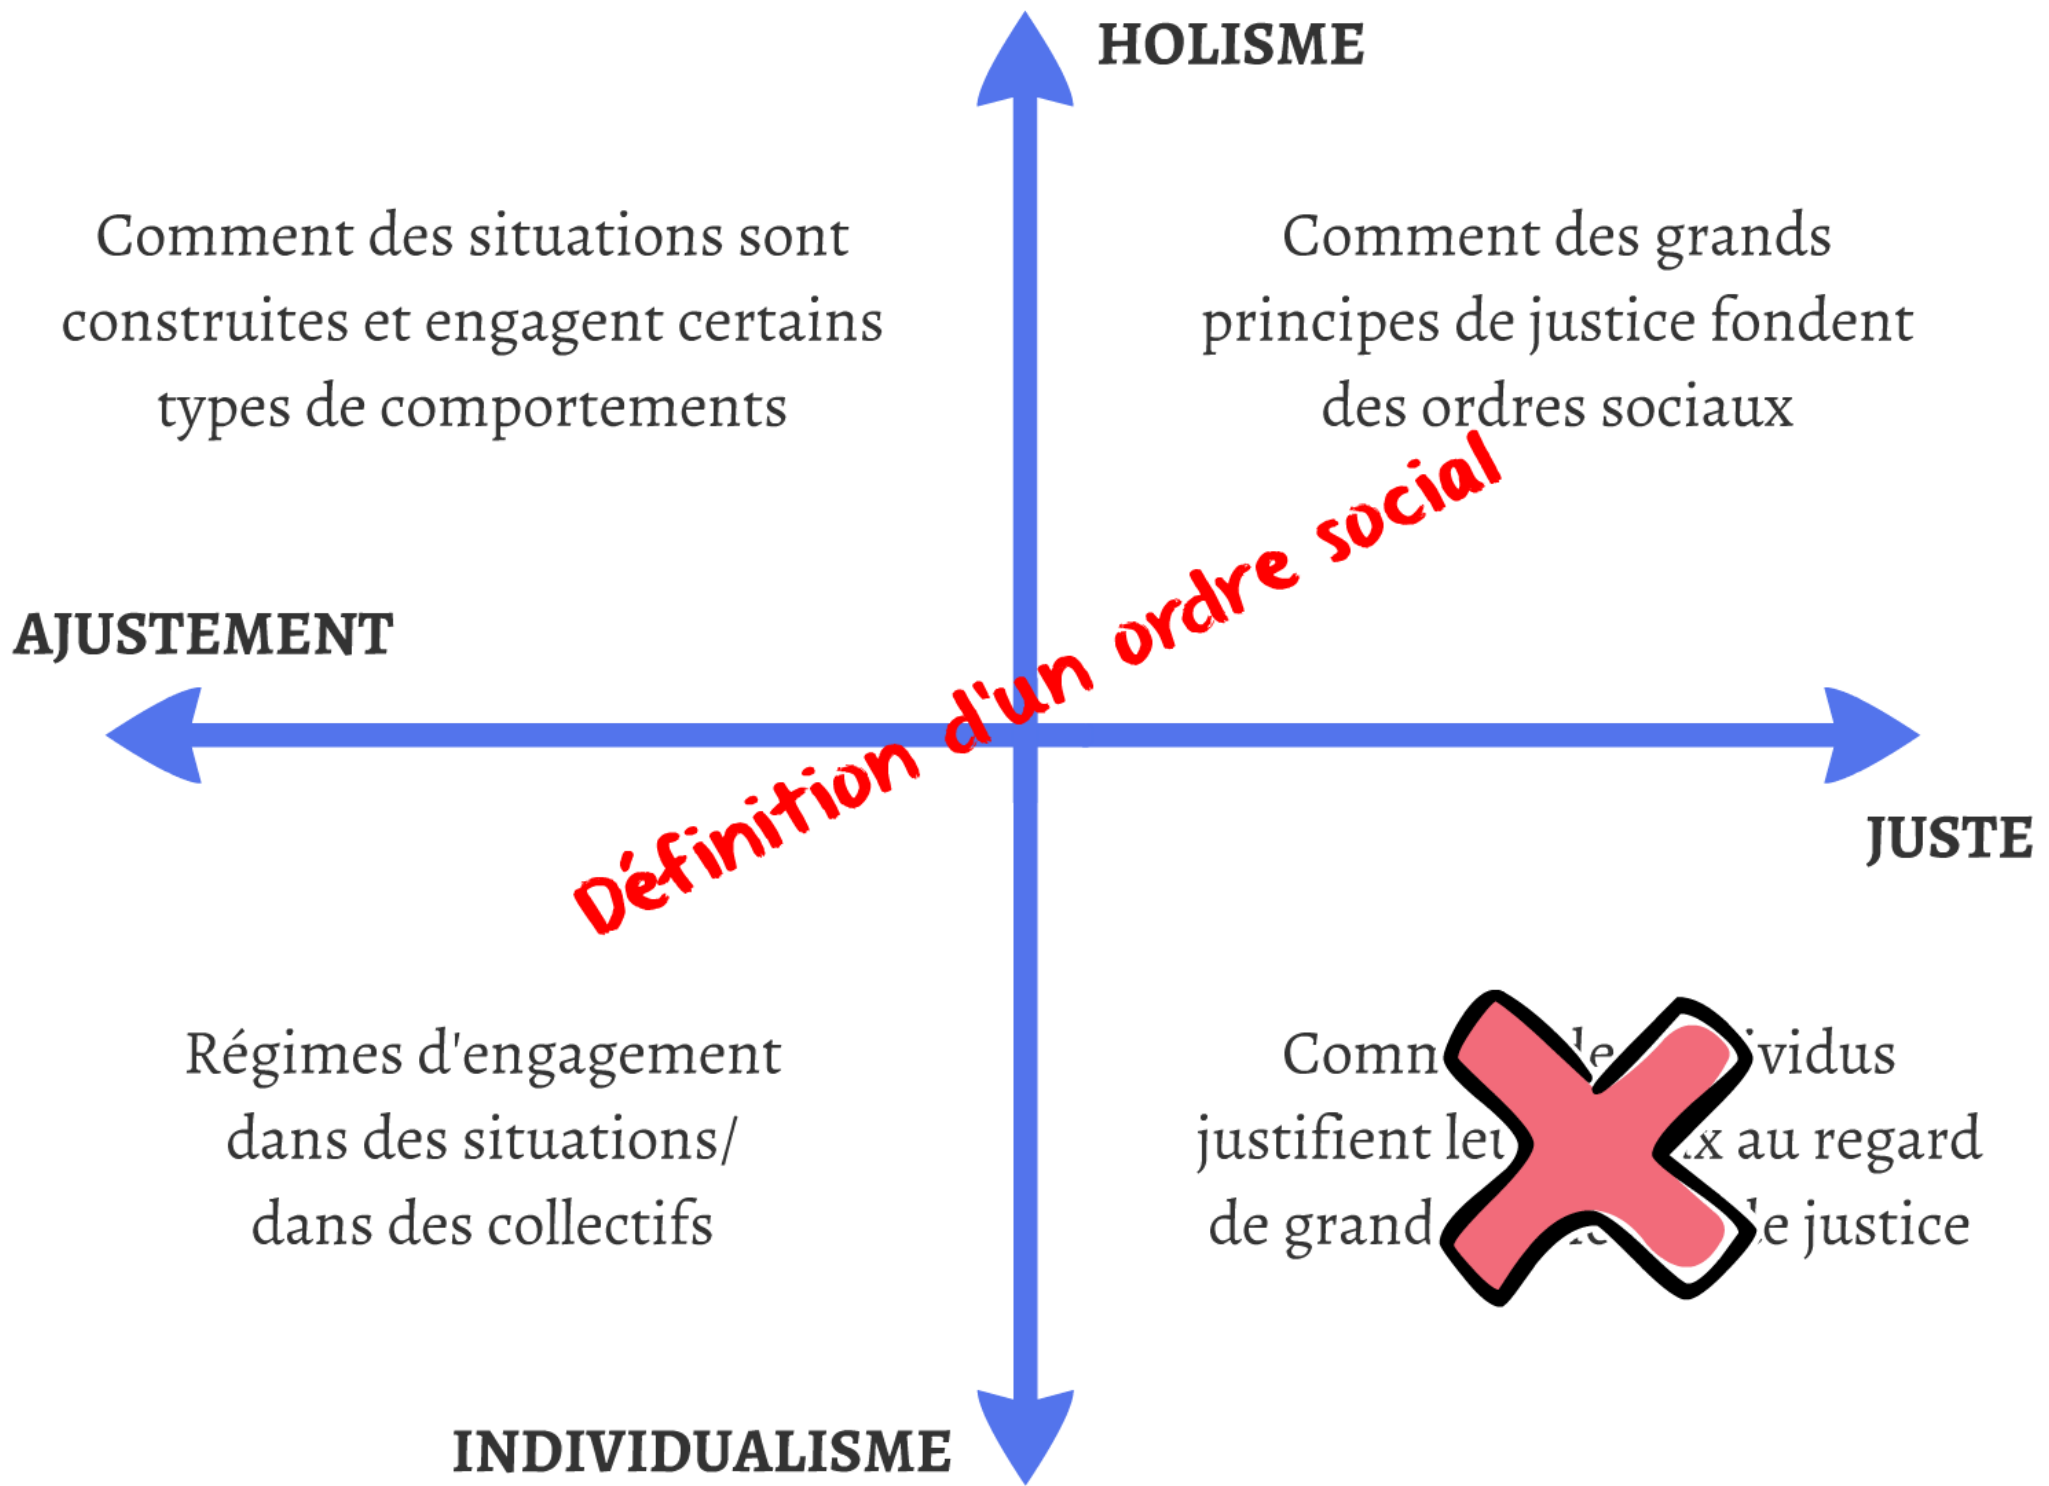 HOLISME
Comment des situations sont
construites et engagent certains
types de comportements
Comment des grands
principes de justice fondent
des ordres sociaux
AJUSTEMENT
Définition d'un ordre social
JUSTE
Régimes d'engagement
dans des situations/
dans des collectifs
justifient au regard
de justice
INDIVIDUALISME